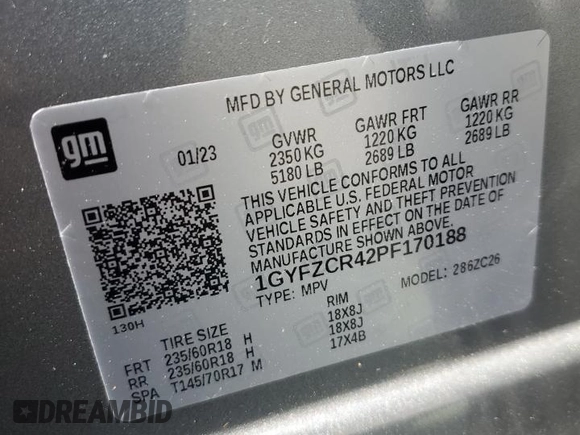 MFD BY GENERAL MOTORS LLC
gm
01/23
GVWR
2350 KG
5180 LB
GAWR FRT
1220 KG
2689 LB
GAWR RR
1220 KG
2689 LB
THIS VEHICLE CONFORMS TO ALL
APPLICABLE U.S. FEDERAL MOTOR
VEHICLE SAFETY AND THEFT PREVENTION
STANDARDS IN EFFECT ON THE DATE OF
MANUFACTURE SHOWN ABOVE.
1GYFZCR42PF170188
TYPE: MPV
MODEL: 286ZC26
130H
TIRE SIZE
RIM
FRT 235/60R18 H 18X8J
RR 235/60R18 H 18X8J
SPA T145/70R17 M 17X4B
DREAMBID